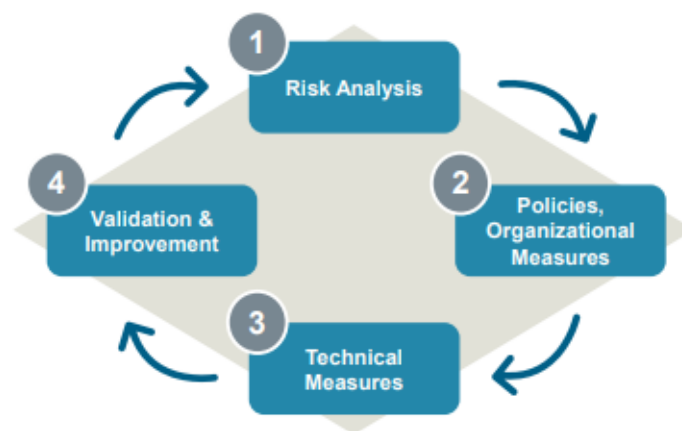 1
Risk Analysis
2
Policies,
Organizational
Measures
3
Technical
Measures
4
Validation &
Improvement